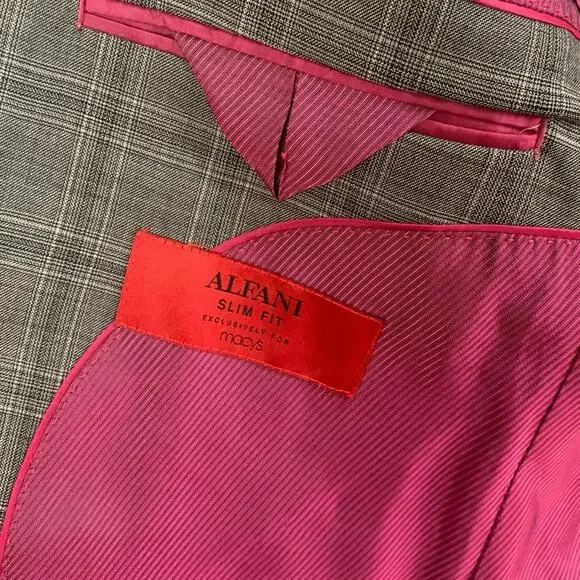 ALFANI
SLIM FIT
EXCLUSIVELY FOR
macy's